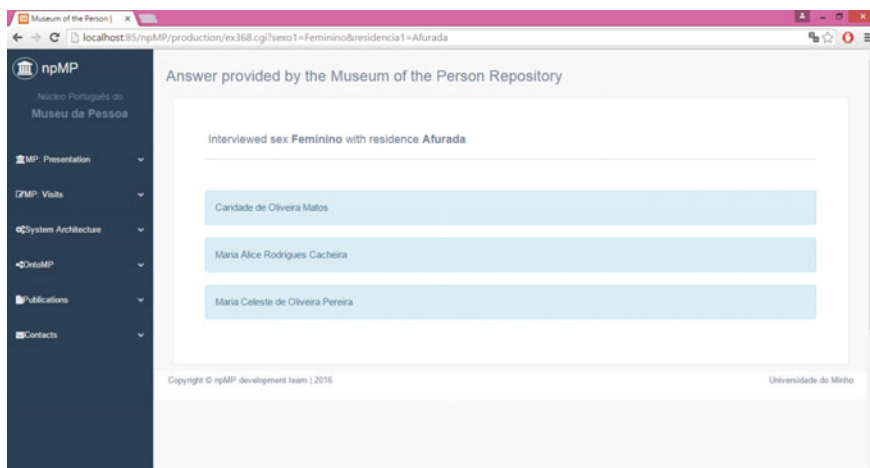 Museum of the Person |
localhost:85/npMP/production/ex368.cgi?sexo1=Feminino&residencia1=Afurada
npMP
Núcleo Português do
Museu da Pessoa
MP: Presentation
MP: Visits
System Architecture
OntoMP
Publications
Contacts
Answer provided by the Museum of the Person Repository
Interviewed sex Feminino with residence Afurada
Caridade de Oliveira Matos
Maria Alice Rodrigues Cacheira
Maria Celeste de Oliveira Pereira
Copyright © npMP development team | 2016
Universidade do Minho